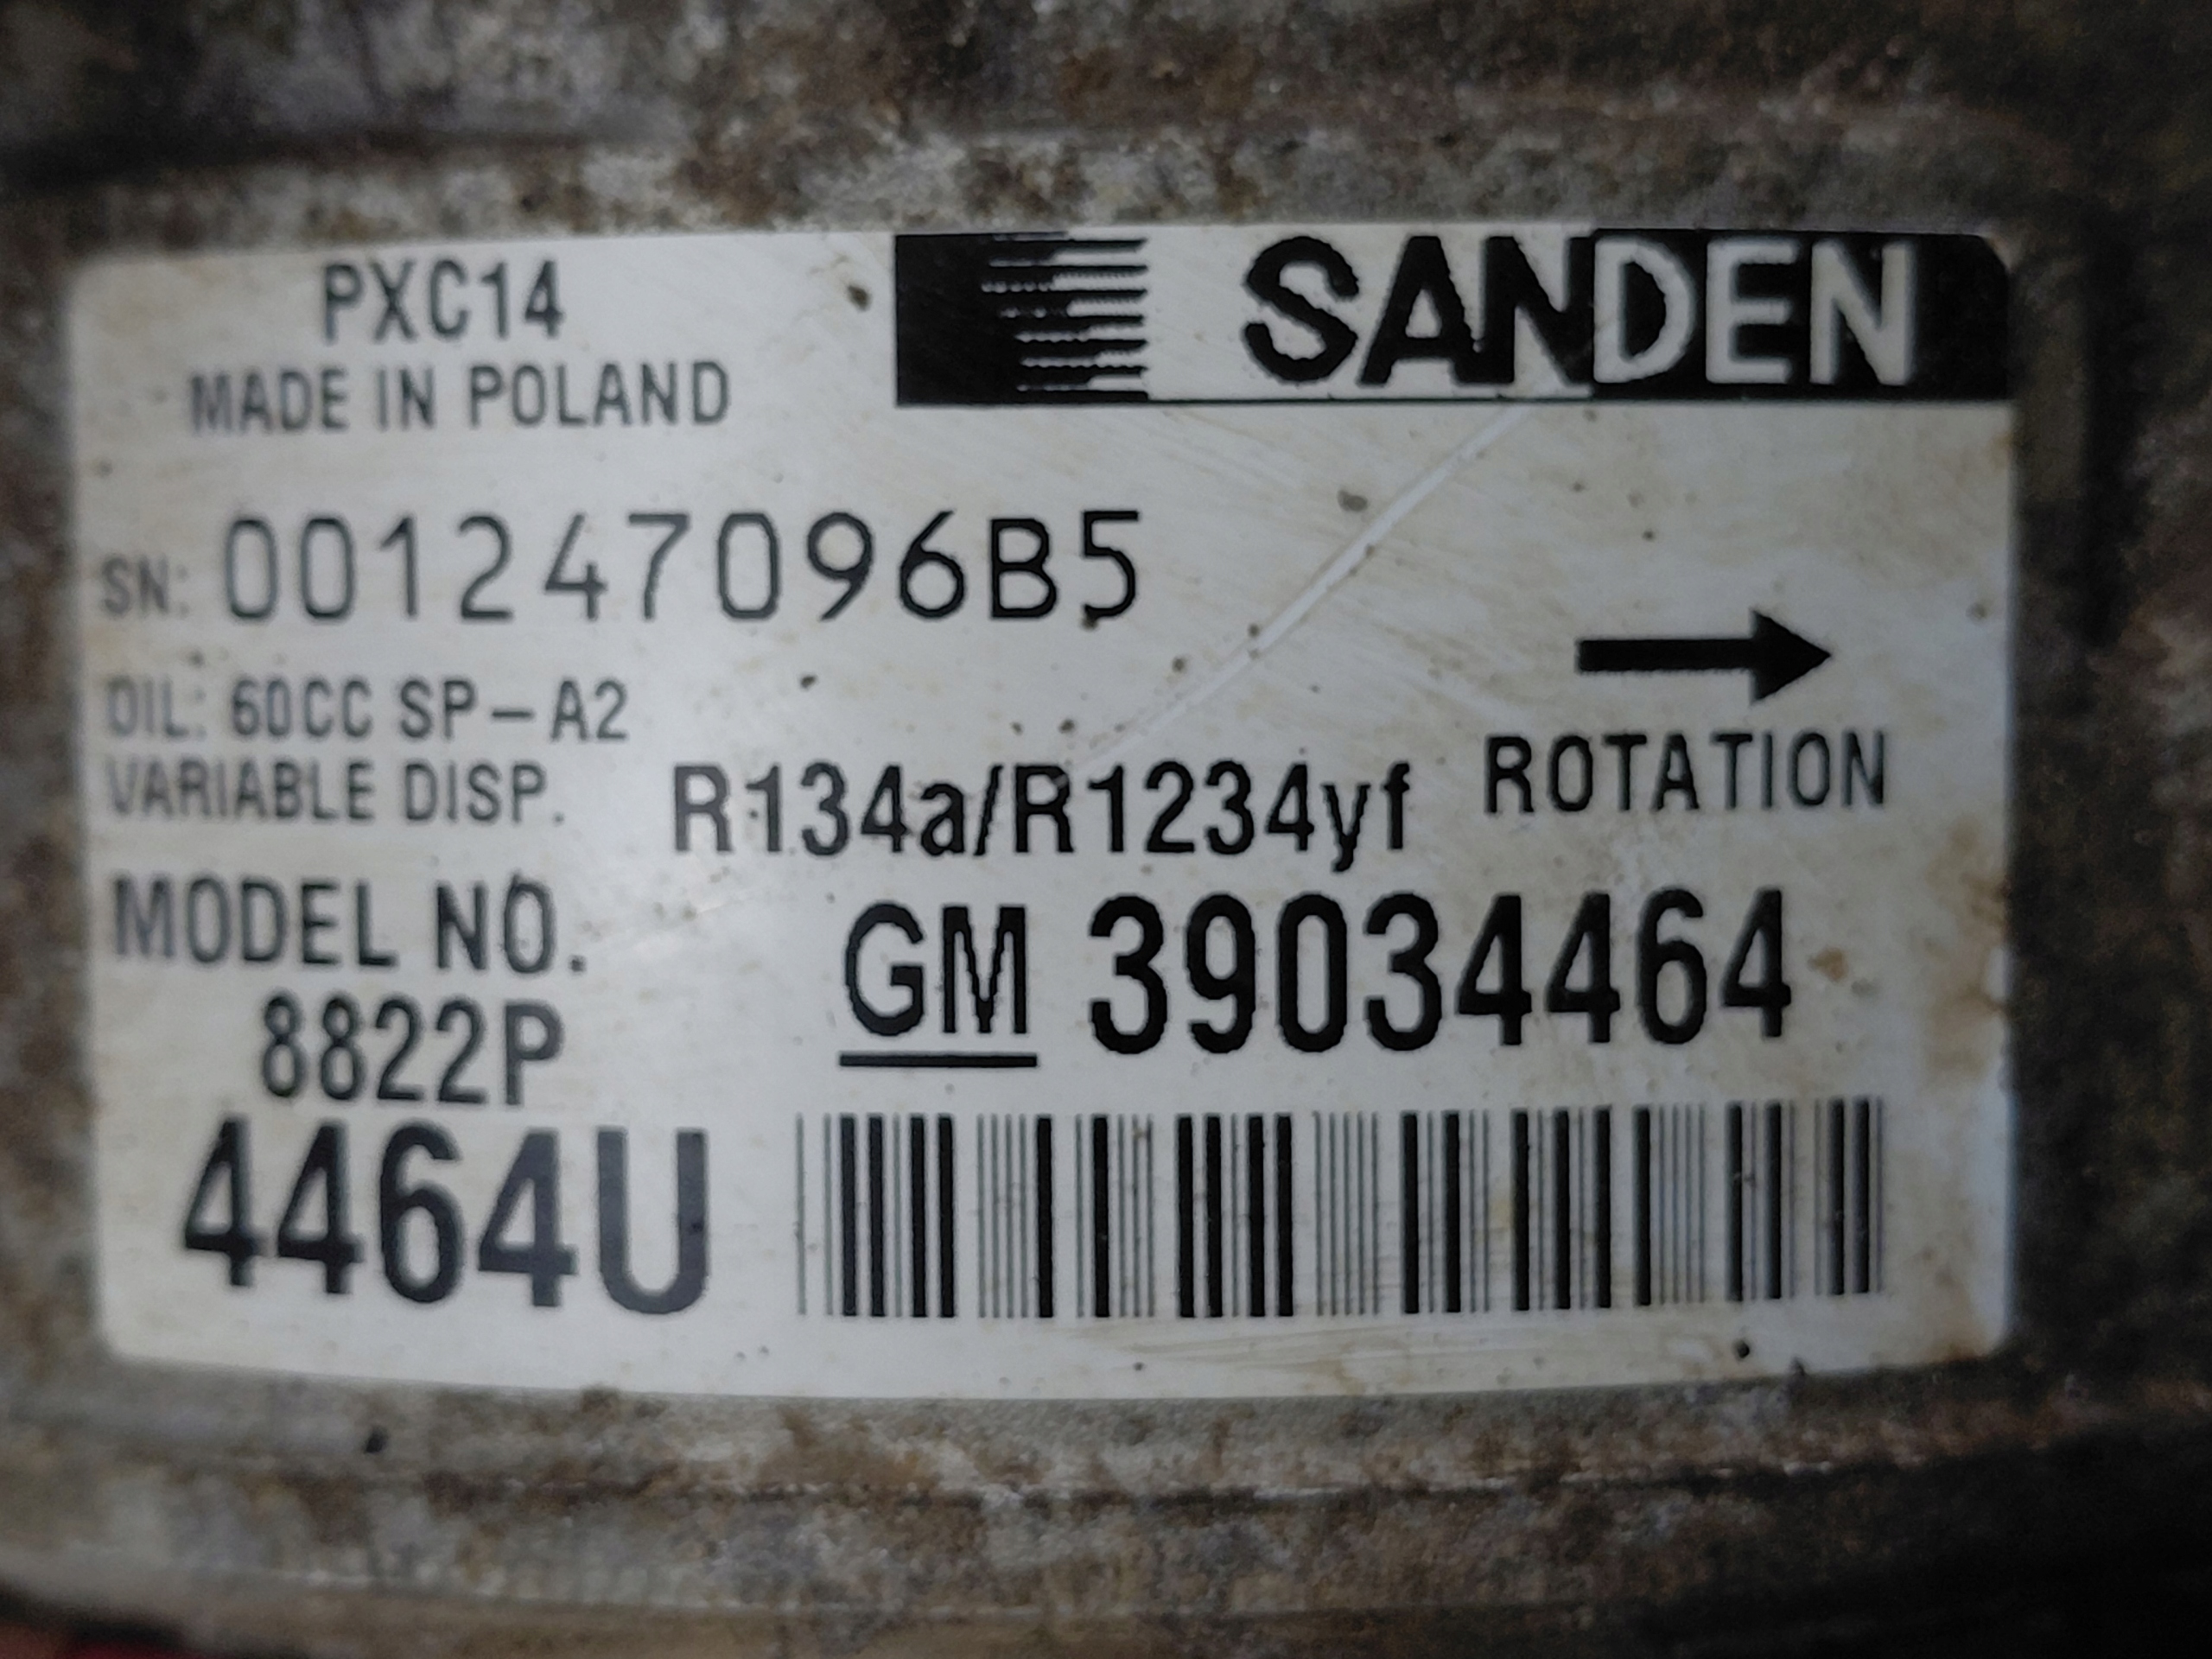 PXC14
SANDEN
MADE IN POLAND
SN: 001247096B5
OIL: 60CC SP-A2
VARIABLE DISP.
R134a/R1234yf
ROTATION
MODEL NO.
GM 39034464
8822P
4464U